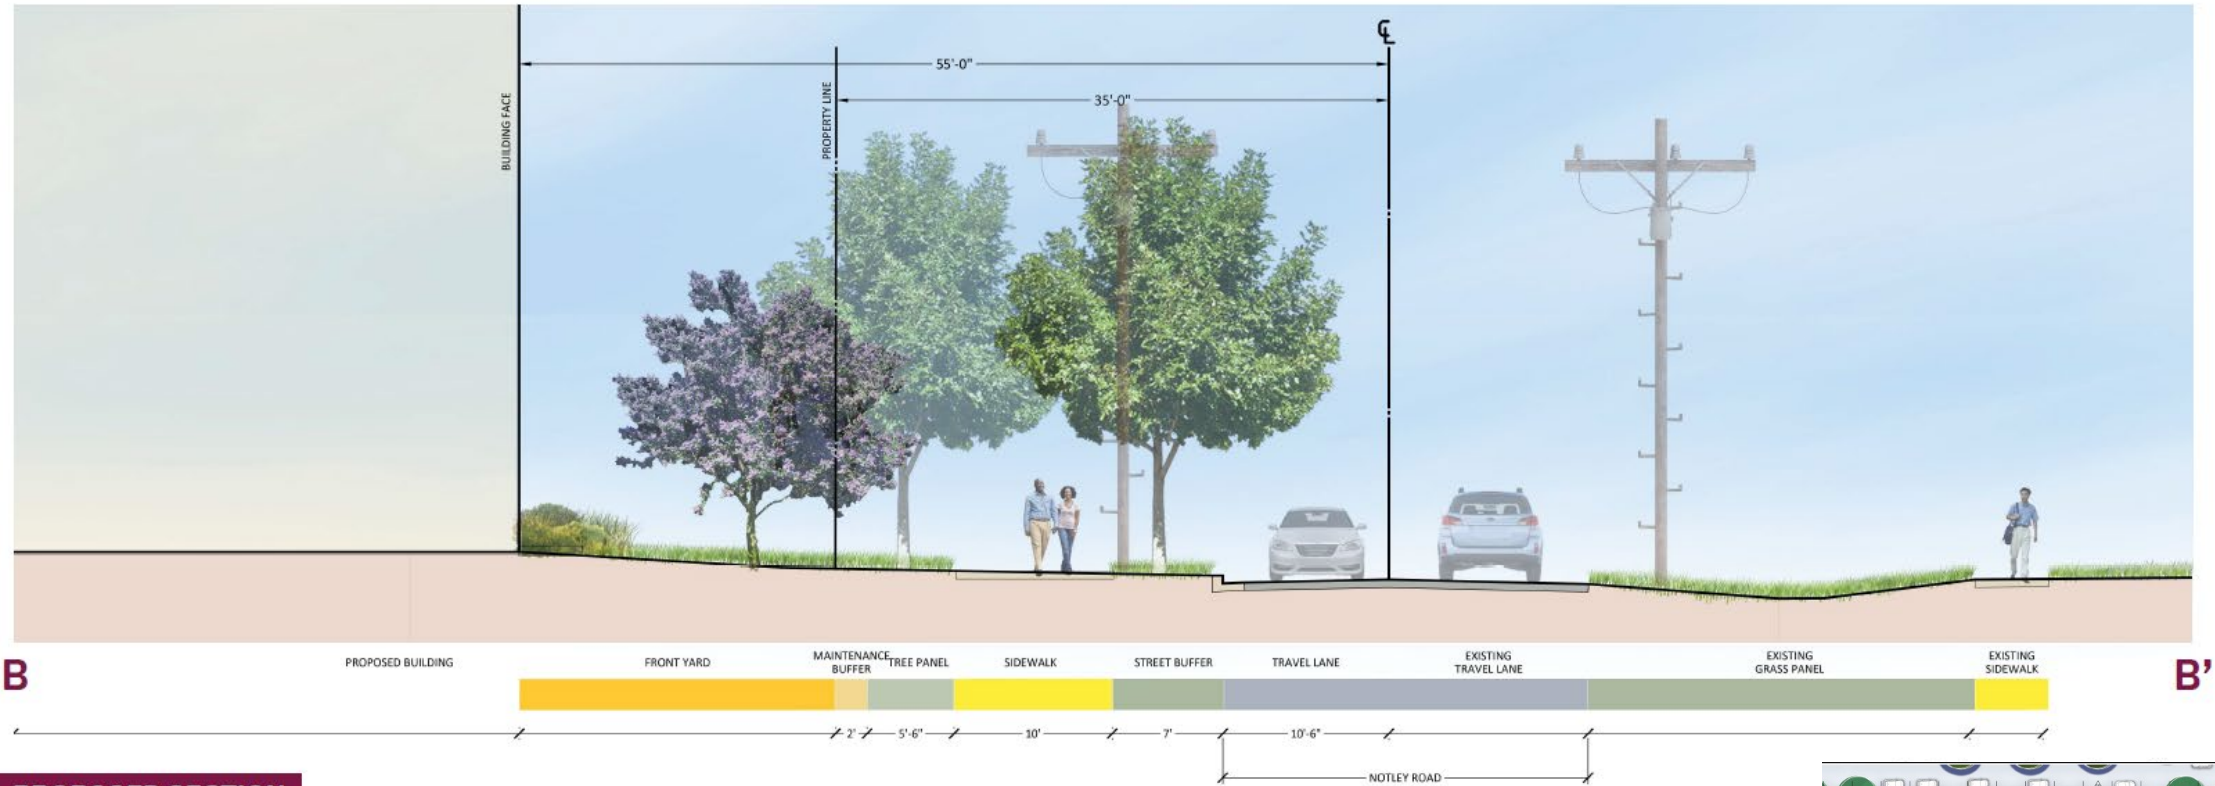 ℄
55'-0"
35'-0"
BUILDING FACE
PROPERTY LINE
B
PROPOSED BUILDING
FRONT YARD
MAINTENANCE
BUFFER
TREE PANEL
SIDEWALK
STREET BUFFER
TRAVEL LANE
EXISTING
TRAVEL LANE
EXISTING
GRASS PANEL
EXISTING
SIDEWALK
B'
2'
5'-6"
10'
7'
10'-6"
NOTLEY ROAD